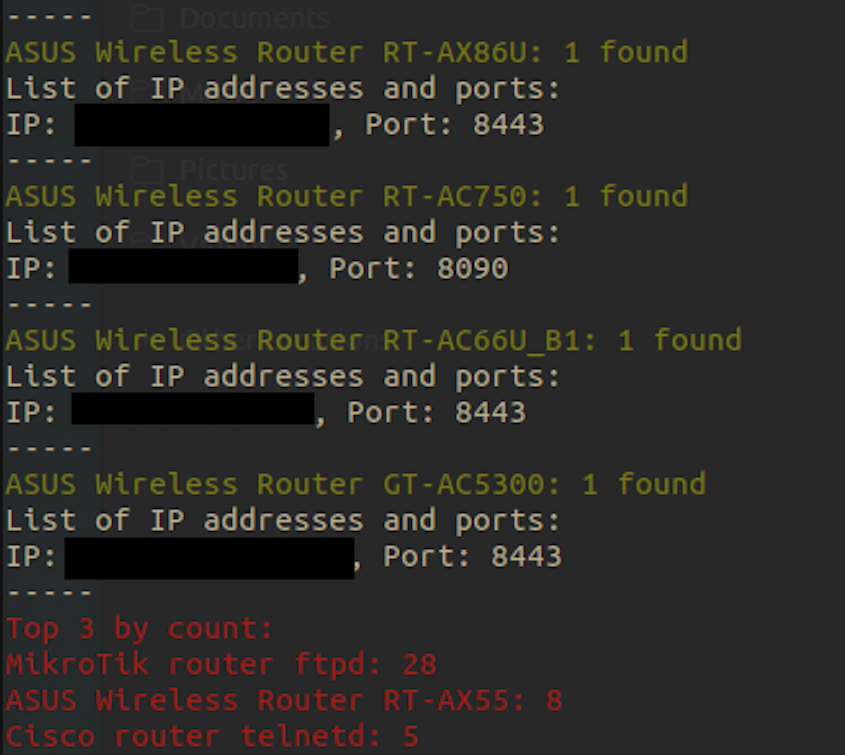 -----
Documents
ASUS Wireless Router RT-AX86U: 1 found
List of IP addresses and ports:
IP: , Port: 8443
-----
Pictures
ASUS Wireless Router RT-AC750: 1 found
List of IP addresses and ports:
IP: , Port: 8090
-----
ASUS Wireless Router RT-AC66U_B1: 1 found
List of IP addresses and ports:
IP: , Port: 8443
-----
ASUS Wireless Router GT-AC5300: 1 found
List of IP addresses and ports:
IP: , Port: 8443
-----
Top 3 by count:
MikroTik router ftpd: 28
ASUS Wireless Router RT-AX55: 8
Cisco router telnetd: 5